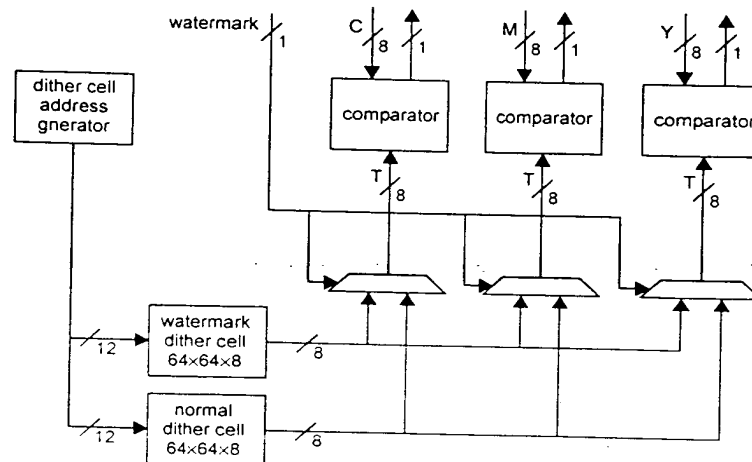 watermark
1
C
8
1
M
8
1
Y
8
1
dither cell
address
gnerator
comparator
comparator
comparator
T
8
T
8
T
8
12
watermark
dither cell
64×64×8
8
12
normal
dither cell
64×64×8
8